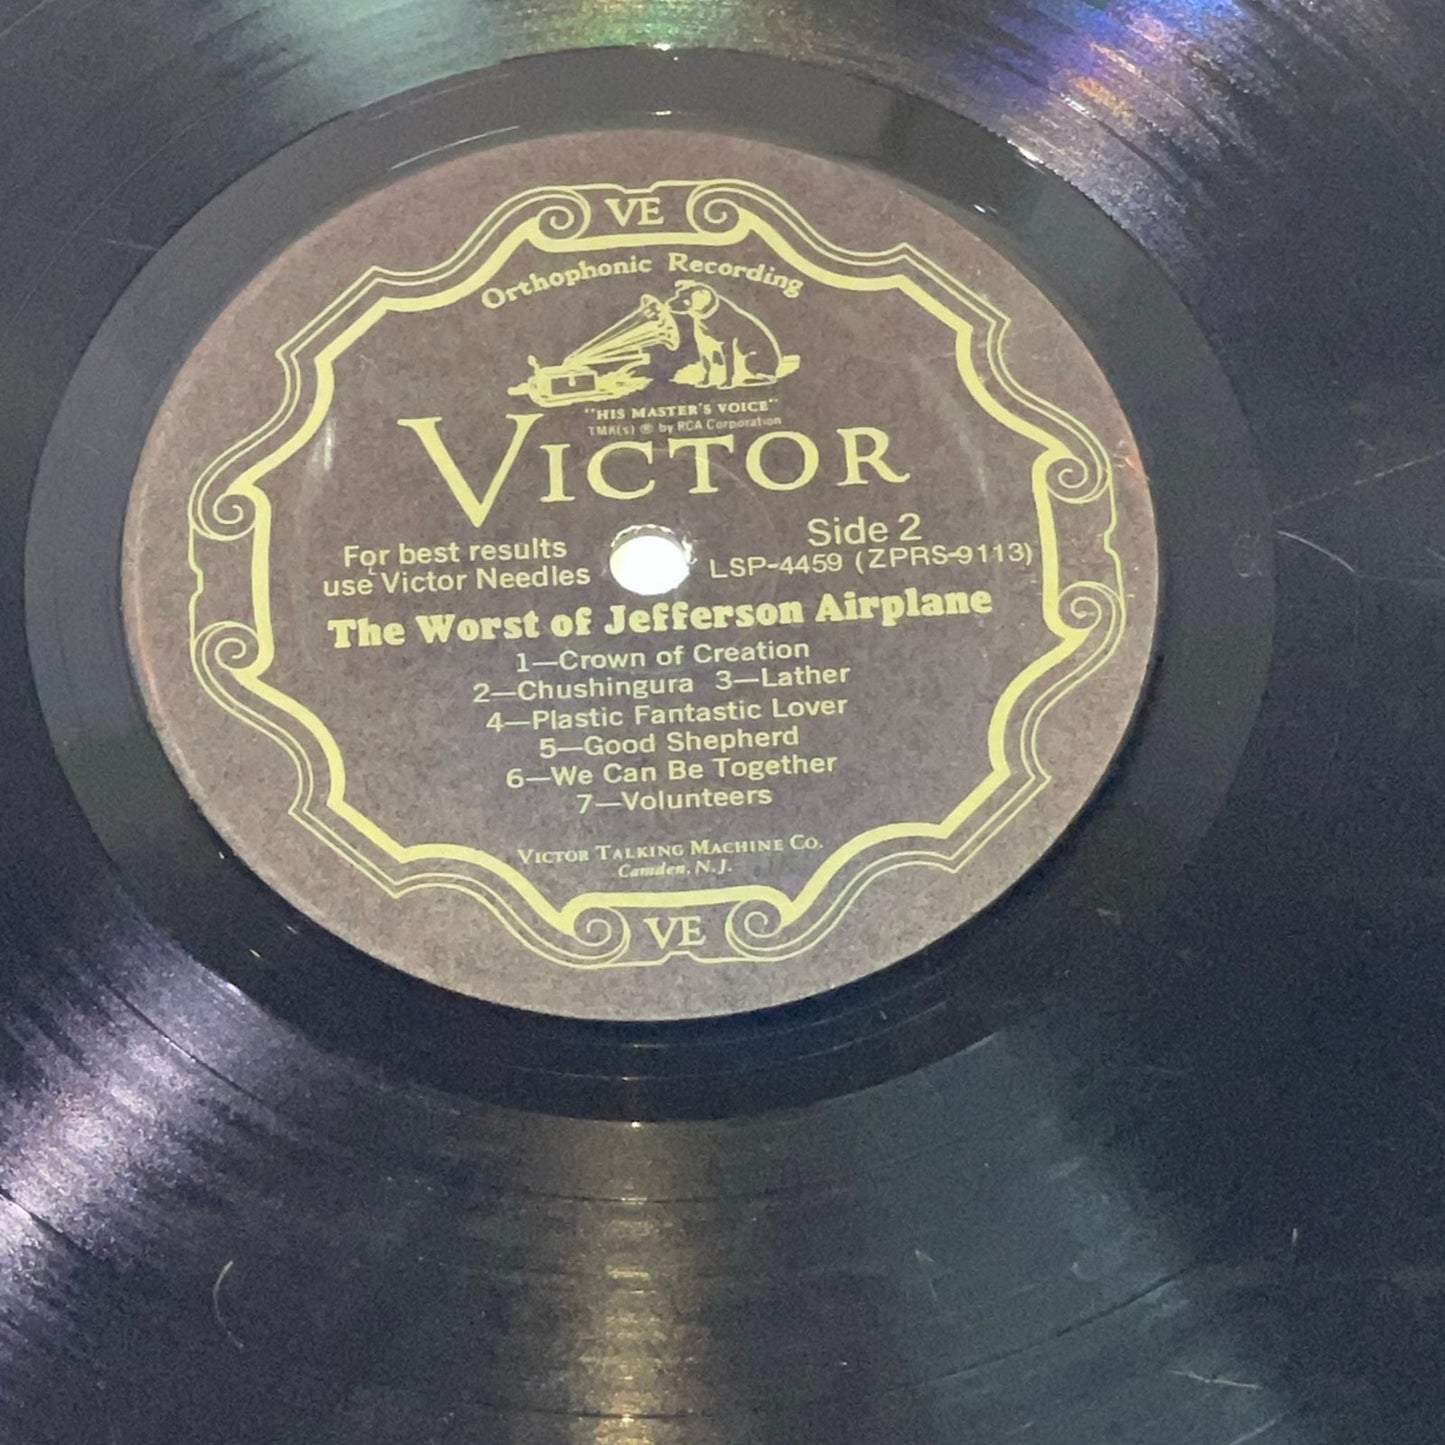 VE
Orthophonic Recording
"HIS MASTER'S VOICE"
TMK(s) ® by RCA Corporation
VICTOR
Side 2
For best results
use Victor Needles
LSP-4459 (ZPRS-9113)
The Worst of Jefferson Airplane
1—Crown of Creation
2—Chushingura 3—Lather
4—Plastic Fantastic Lover
5—Good Shepherd
6—We Can Be Together
7—Volunteers
VICTOR TALKING MACHINE CO.
Camden, N.J.
VE